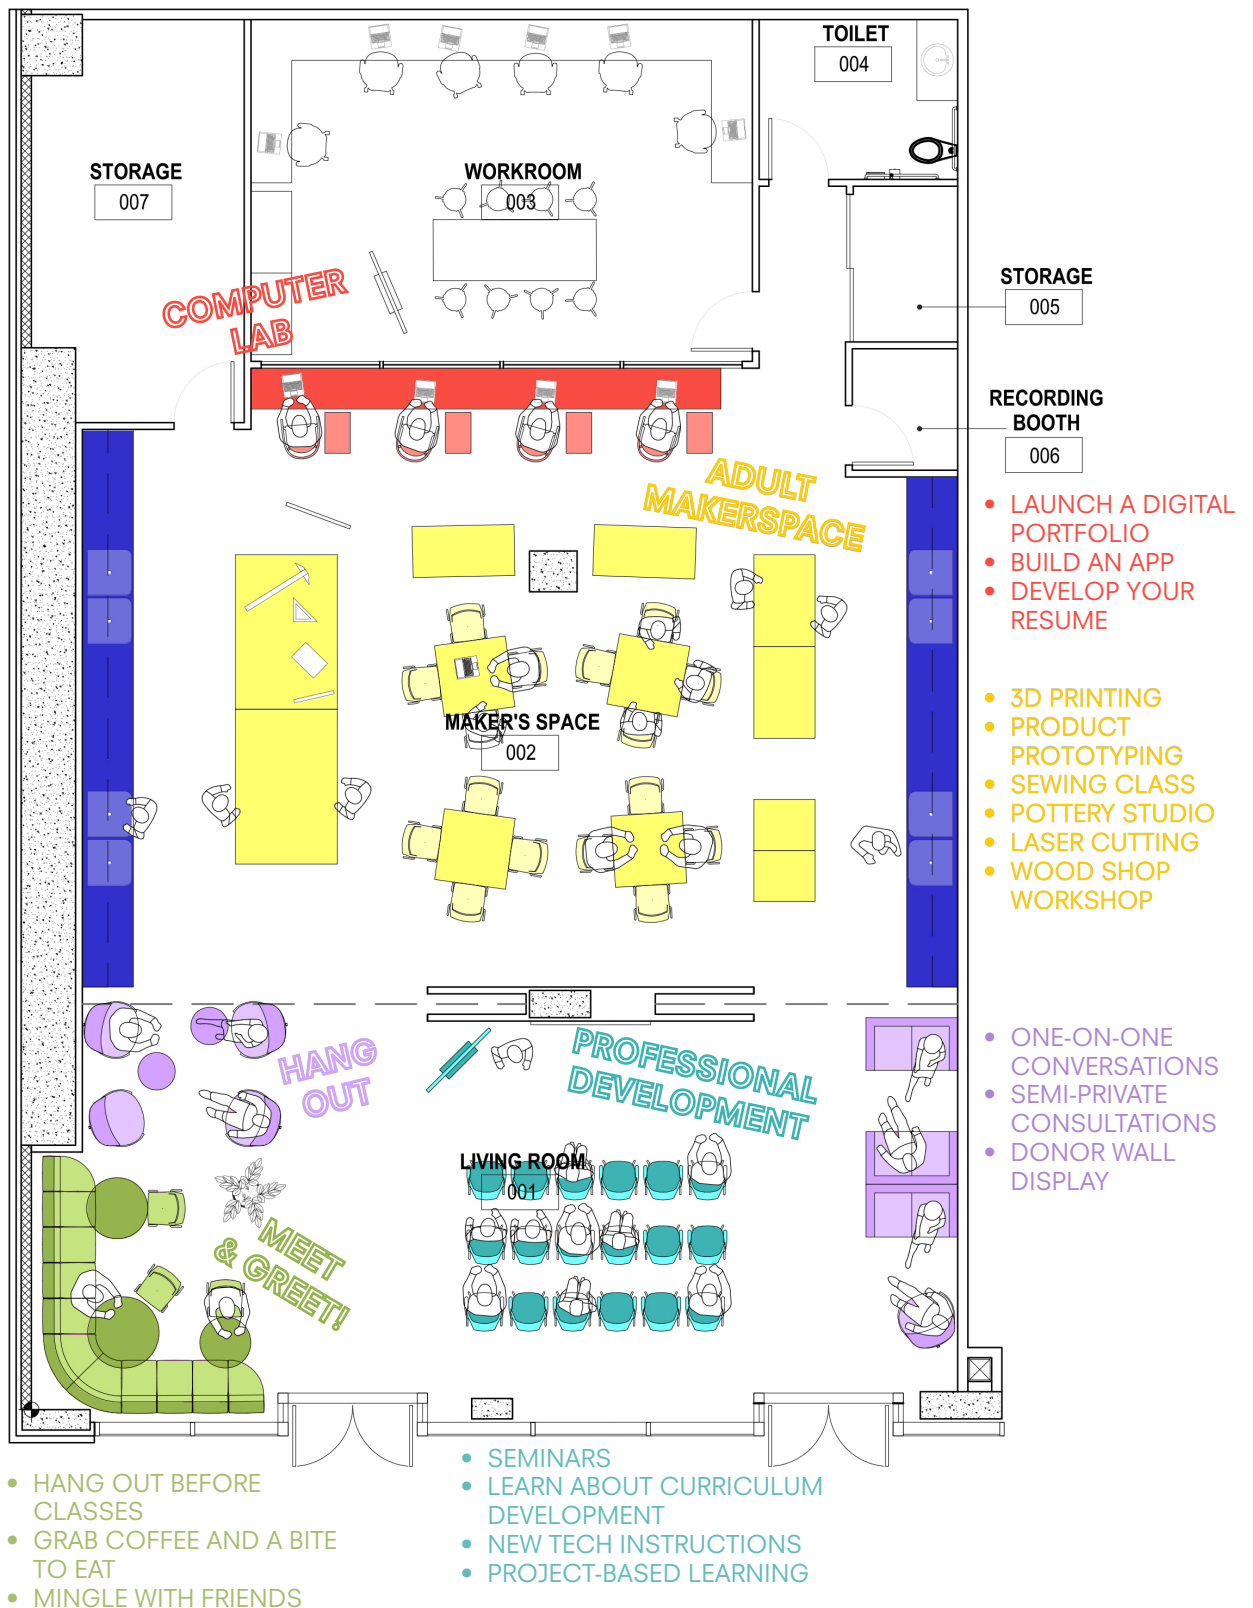 TOILET
004
STORAGE
007
WORKROOM
003
STORAGE
005
COMPUTER
LAB
RECORDING
BOOTH
006
ADULT
MAKERSPACE
• LAUNCH A DIGITAL
PORTFOLIO
• BUILD AN APP
• DEVELOP YOUR
RESUME
MAKER'S SPACE
002
• 3D PRINTING
• PRODUCT
PROTOTYPING
• SEWING CLASS
• POTTERY STUDIO
• LASER CUTTING
• WOOD SHOP
WORKSHOP
HANG
OUT
PROFESSIONAL
DEVELOPMENT
• ONE-ON-ONE
CONVERSATIONS
• SEMI-PRIVATE
CONSULTATIONS
• DONOR WALL
DISPLAY
LIVING ROOM
001
MEET
& GREET!
• HANG OUT BEFORE
CLASSES
• GRAB COFFEE AND A BITE
TO EAT
• MINGLE WITH FRIENDS
• SEMINARS
• LEARN ABOUT CURRICULUM
DEVELOPMENT
• NEW TECH INSTRUCTIONS
• PROJECT-BASED LEARNING